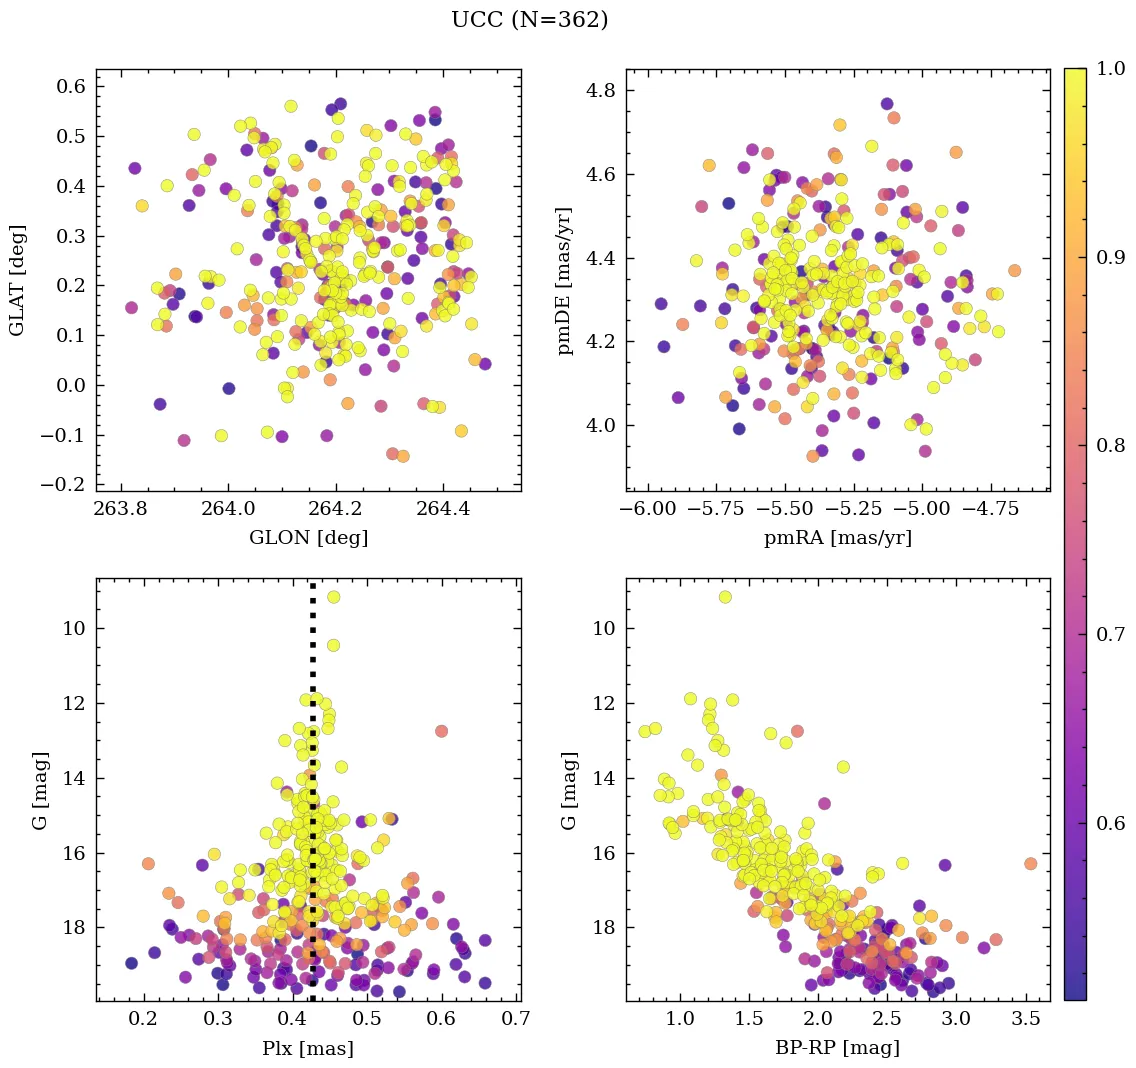 UCC (N=362)
0.6
0.5
0.4
0.3
0.2
0.1
0.0
−0.1
−0.2
GLAT [deg]
263.8 264.0 264.2 264.4
GLON [deg]
4.8
4.6
4.4
4.2
4.0
pmDE [mas/yr]
−6.00 −5.75 −5.50 −5.25 −5.00 −4.75
pmRA [mas/yr]
10
12
14
16
18
G [mag]
0.2 0.3 0.4 0.5 0.6 0.7
Plx [mas]
10
12
14
16
18
G [mag]
1.0 1.5 2.0 2.5 3.0 3.5
BP-RP [mag]
1.0
0.9
0.8
0.7
0.6